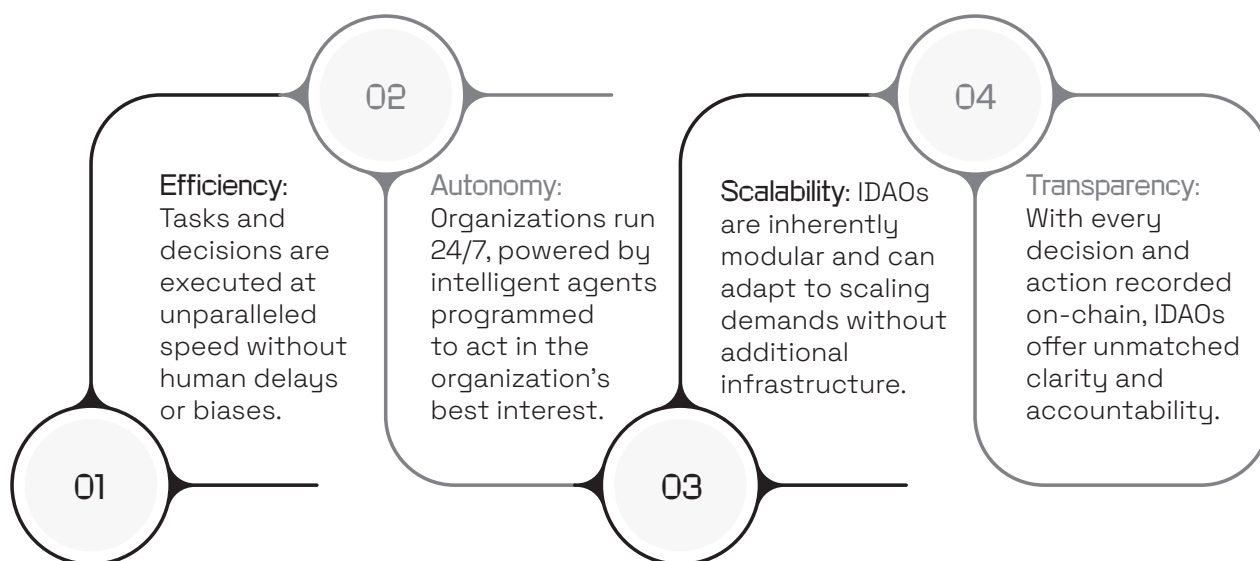 01
Efficiency:
Tasks and
decisions are
executed at
unparalleled
speed without
human delays
or biases.
02
Autonomy:
Organizations run
24/7, powered by
intelligent agents
programmed
to act in the
organization's
best interest.
03
Scalability: IDAOs
are inherently
modular and can
adapt to scaling
demands without
additional
infrastructure.
04
Transparency:
With every
decision and
action recorded
on-chain, IDAOs
offer unmatched
clarity and
accountability.